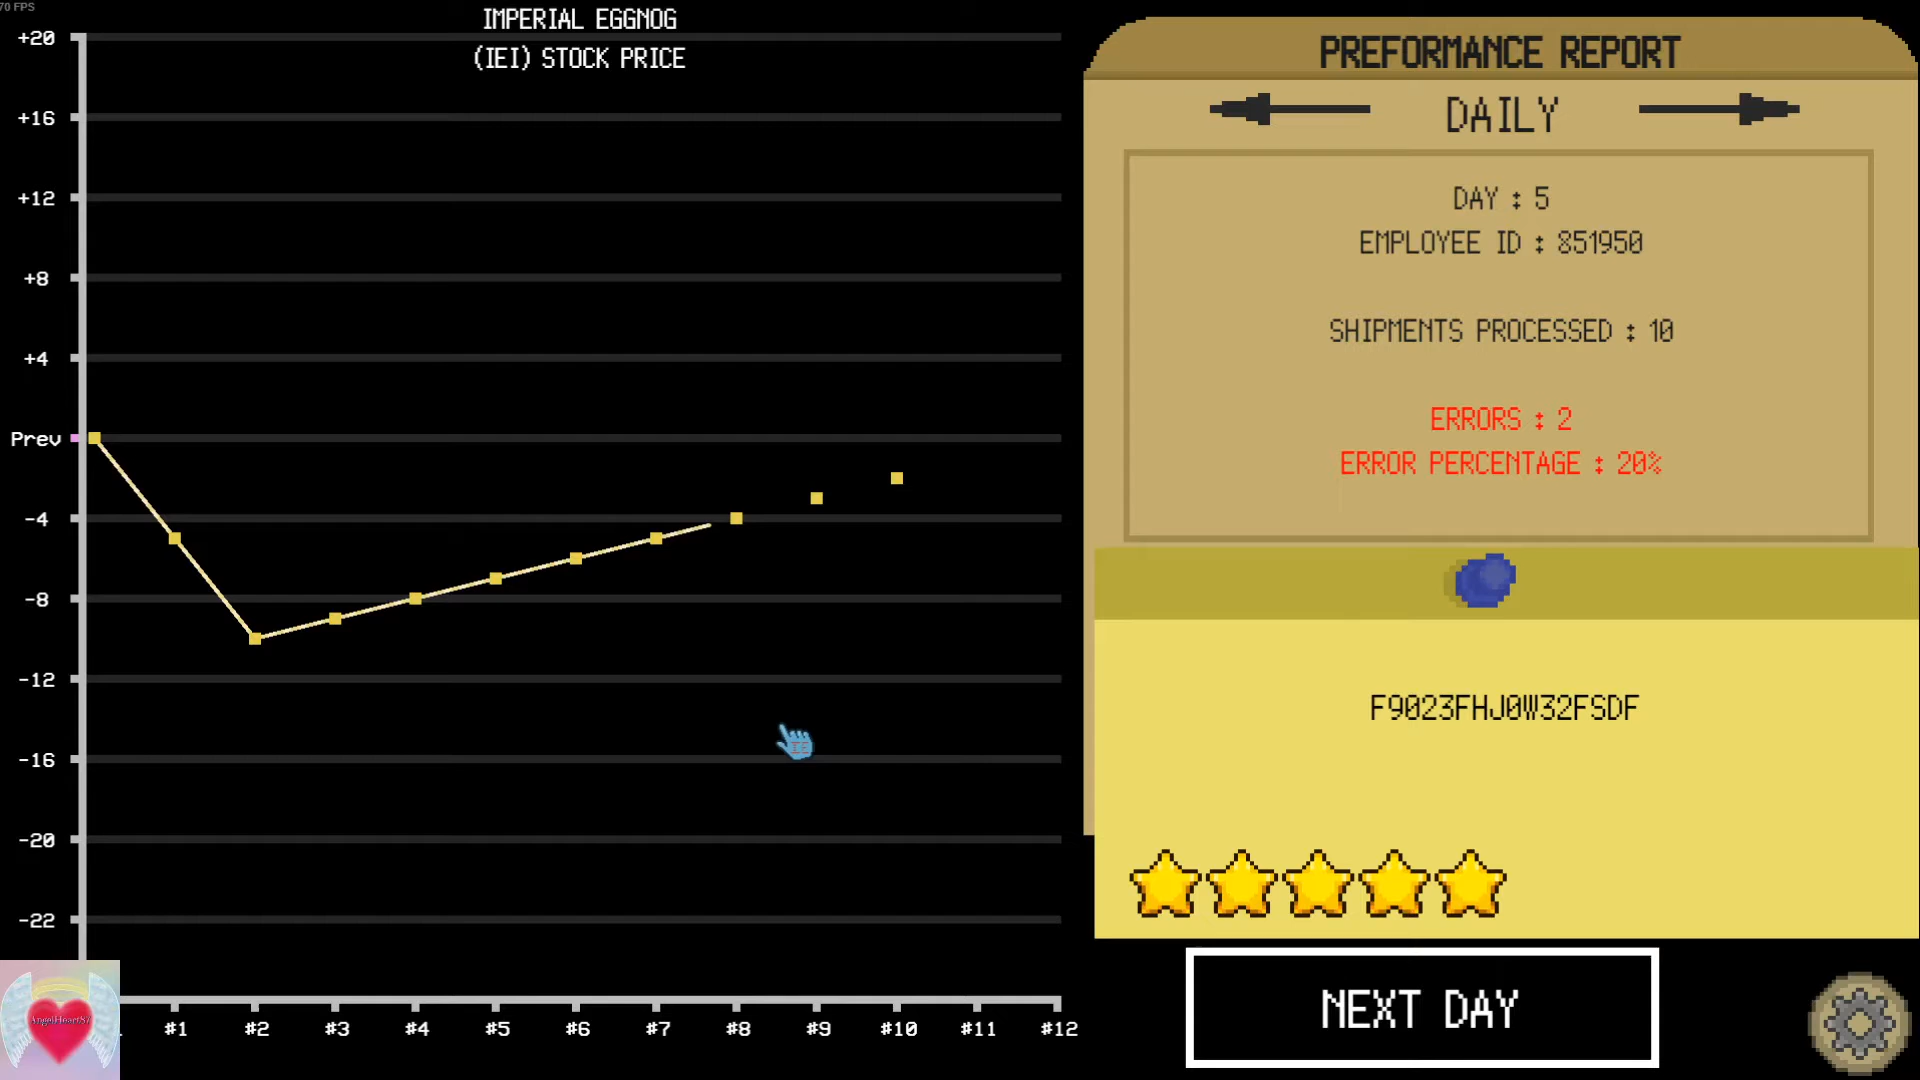 70 FPS
IMPERIAL EGGNOG
(IEI) STOCK PRICE
+20
+16
+12
+8
+4
Prev
-4
-8
-12
-16
-20
-22
#1 #2 #3 #4 #5 #6 #7 #8 #9 #10 #11 #12
PREFORMANCE REPORT
DAILY
DAY : 5
EMPLOYEE ID : 851950
SHIPMENTS PROCESSED : 10
ERRORS : 2
ERROR PERCENTAGE : 20%
F9023FHJ0W32FSDF
NEXT DAY
IE